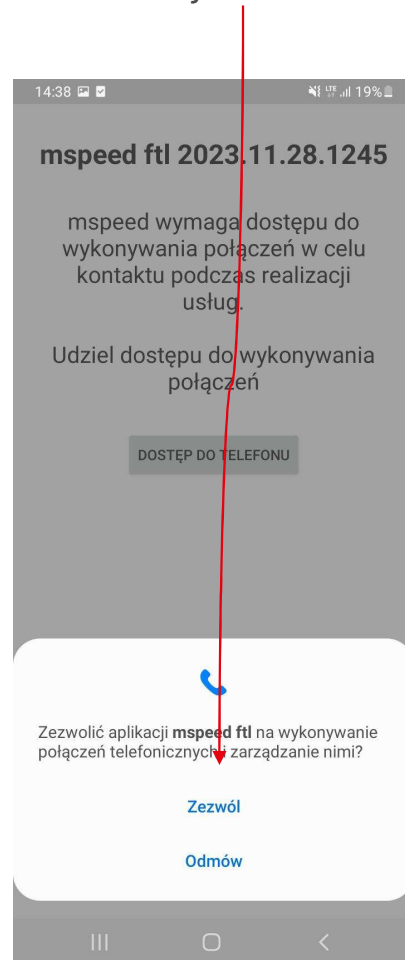 14:38 LTE 19%
mspeed ftl 2023.11.28.1245
mspeed wymaga dostępu do
wykonywania połączeń w celu
kontaktu podczas realizacji
usług.
Udziel dostępu do wykonywania
połączeń
DOSTĘP DO TELEFONU
Zezwolić aplikacji mspeed ftl na wykonywanie
połączeń telefonicznych i zarządzanie nimi?
Zezwól
Odmów